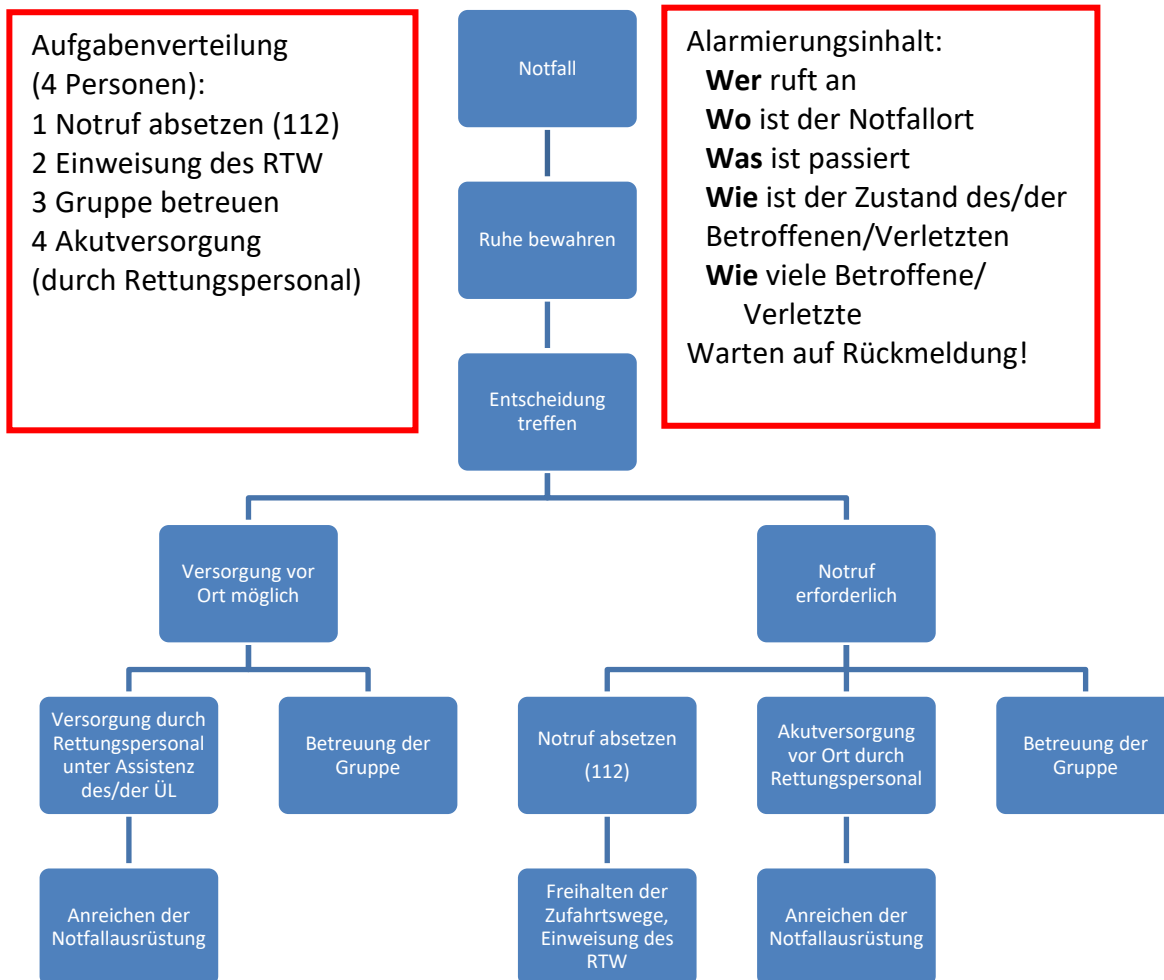 Aufgabenverteilung
(4 Personen):
1 Notruf absetzen (112)
2 Einweisung des RTW
3 Gruppe betreuen
4 Akutversorgung
(durch Rettungspersonal)
Notfall
Alarmierungsinhalt:
Wer ruft an
Wo ist der Notfallort
Was ist passiert
Wie ist der Zustand des/der
Betroffenen/Verletzten
Wie viele Betroffene/
Verletzte
Warten auf Rückmeldung!
Ruhe bewahren
Entscheidung
treffen
Versorgung vor
Ort möglich
Notruf
erforderlich
Versorgung durch
Rettungspersonal
unter Assistenz
des/der ÜL
Betreuung der
Gruppe
Notruf absetzen
(112)
Akutversorgung
vor Ort durch
Rettungspersonal
Betreuung der
Gruppe
Anreichen der
Notfallausrüstung
Freihalten der
Zufahrtswege,
Einweisung des
RTW
Anreichen der
Notfallausrüstung